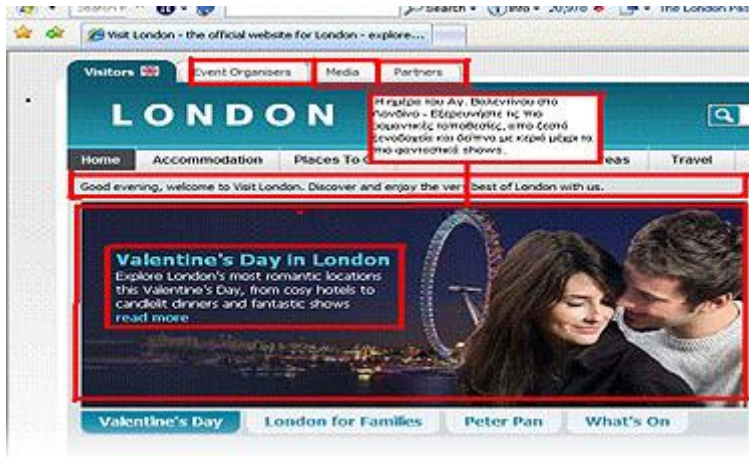 Search
Info
The London Pas
Visit London - the official website for London - explore...
Visitors Event Organisers Media Partners
LONDON
Η ημέρα του Αγ. Βαλεντίνου στο
Λονδίνο - Εξερευνήστε τις πιο
ρομαντικές τοποθεσίες, απο ζεστά
ξενοδοχεία και δείπνα με κεριά μέχρι τα
πιο φανταστικά shows.
Home Accommodation Places To Travel
Good evening, welcome to Visit London. Discover and enjoy the very best of London with us.
Valentine's Day in London
Explore London's most romantic locations
this Valentine's Day, from cosy hotels to
candlelit dinners and fantastic shows
read more
Valentine's Day London for Families Peter Pan What's On